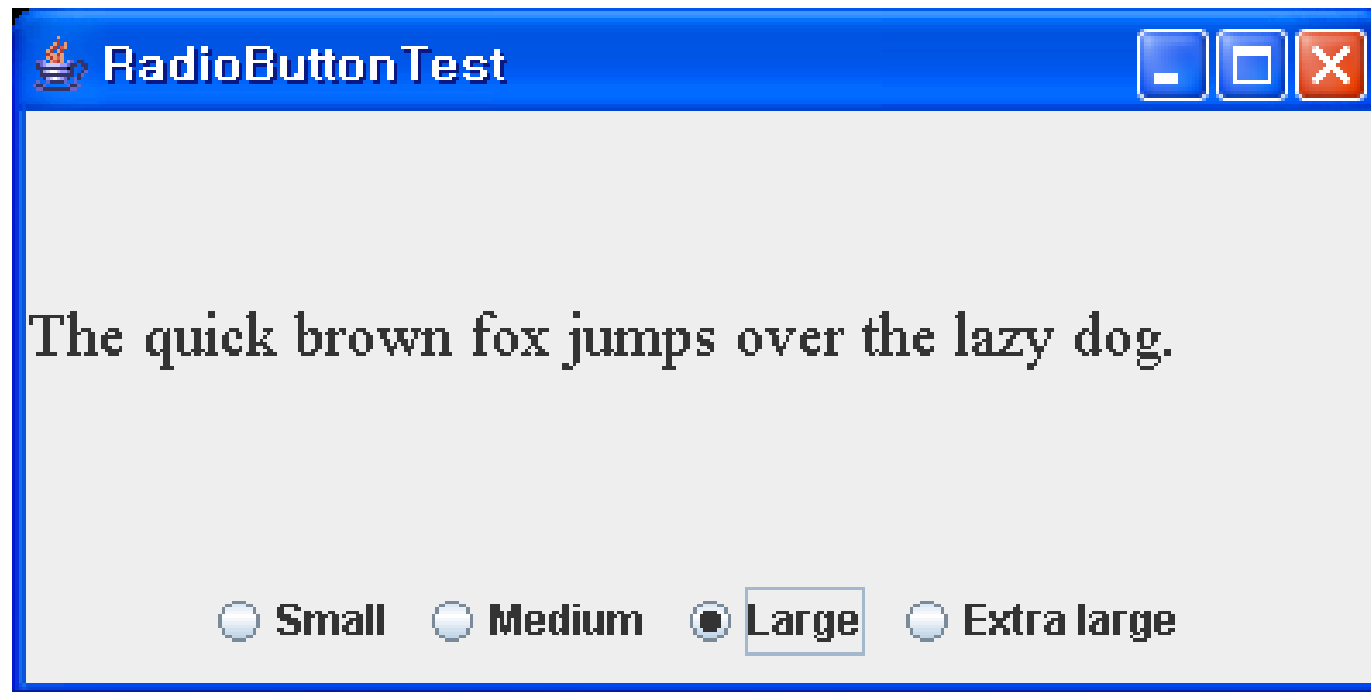 RadioButtonTest
The quick brown fox jumps over the lazy dog.
Small Medium Large Extra large